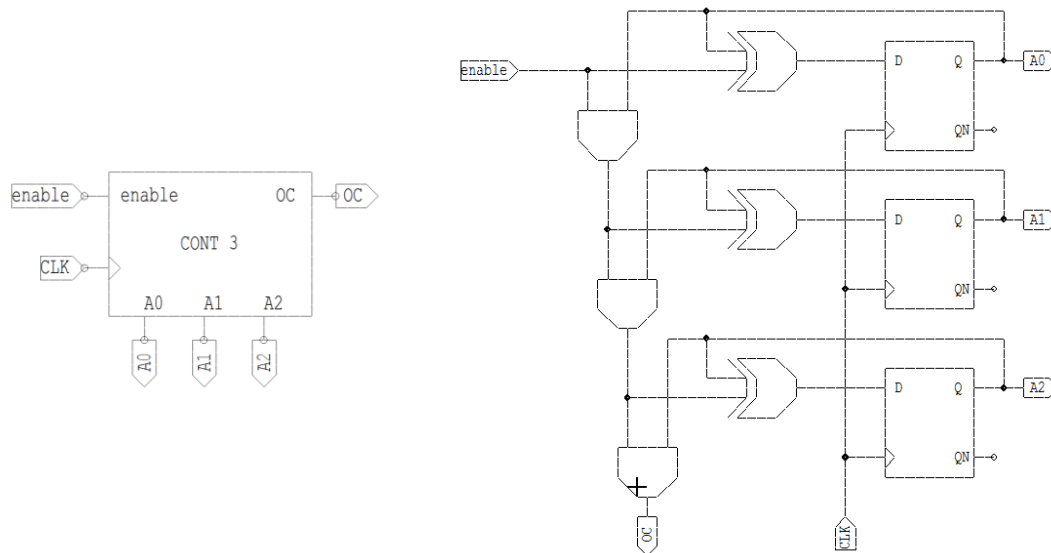 enable
enable
OC
OC
CONT 3
CLK
A0
A1
A2
A0
A1
A2
enable
D
Q
A0
QN
D
Q
A1
QN
D
Q
A2
QN
OC
CLK